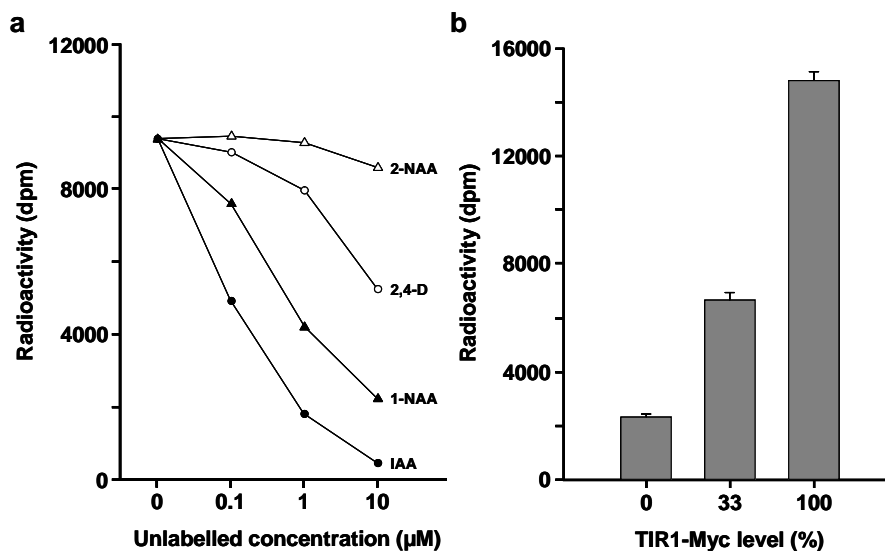 a
12000
8000
4000
0
Radioactivity (dpm)
2-NAA
2,4-D
1-NAA
IAA
0 0.1 1 10
Unlabelled concentration (µM)
b
16000
12000
8000
4000
0
Radioactivity (dpm)
0 33 100
TIR1-Myc level (%)